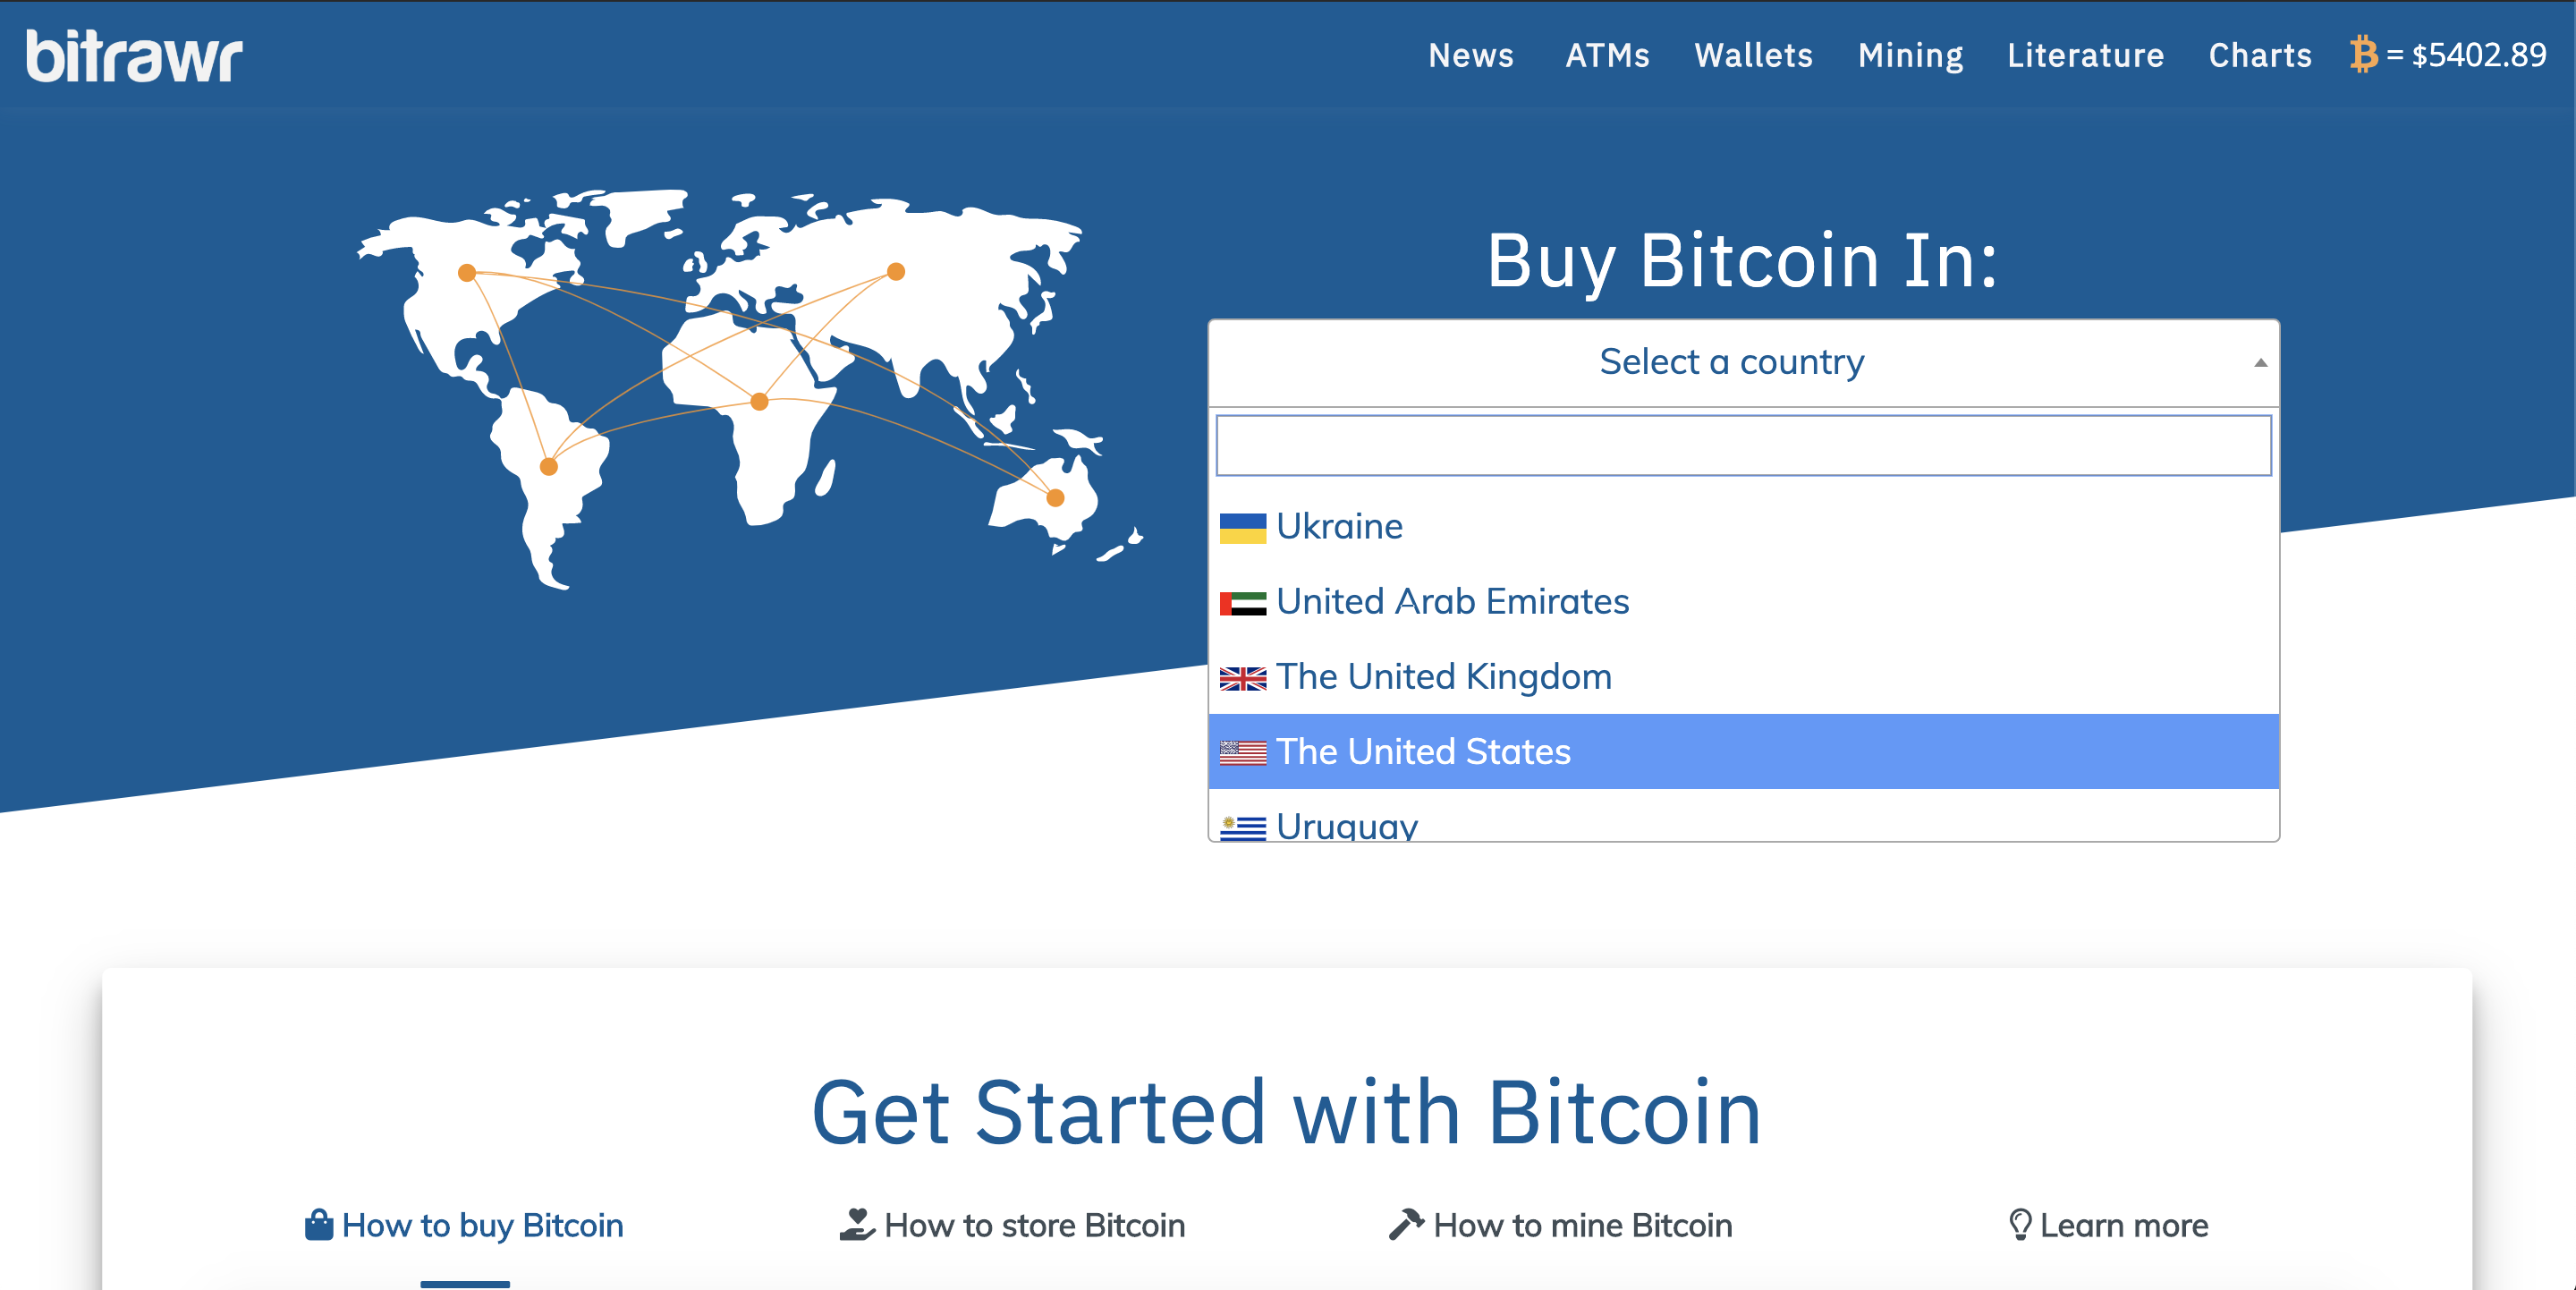 bitrawr
News ATMs Wallets Mining Literature Charts ₿ = $5402.89
Buy Bitcoin In:
Select a country
Ukraine
United Arab Emirates
The United Kingdom
The United States
Uruguay
Get Started with Bitcoin
How to buy Bitcoin How to store Bitcoin How to mine Bitcoin Learn more